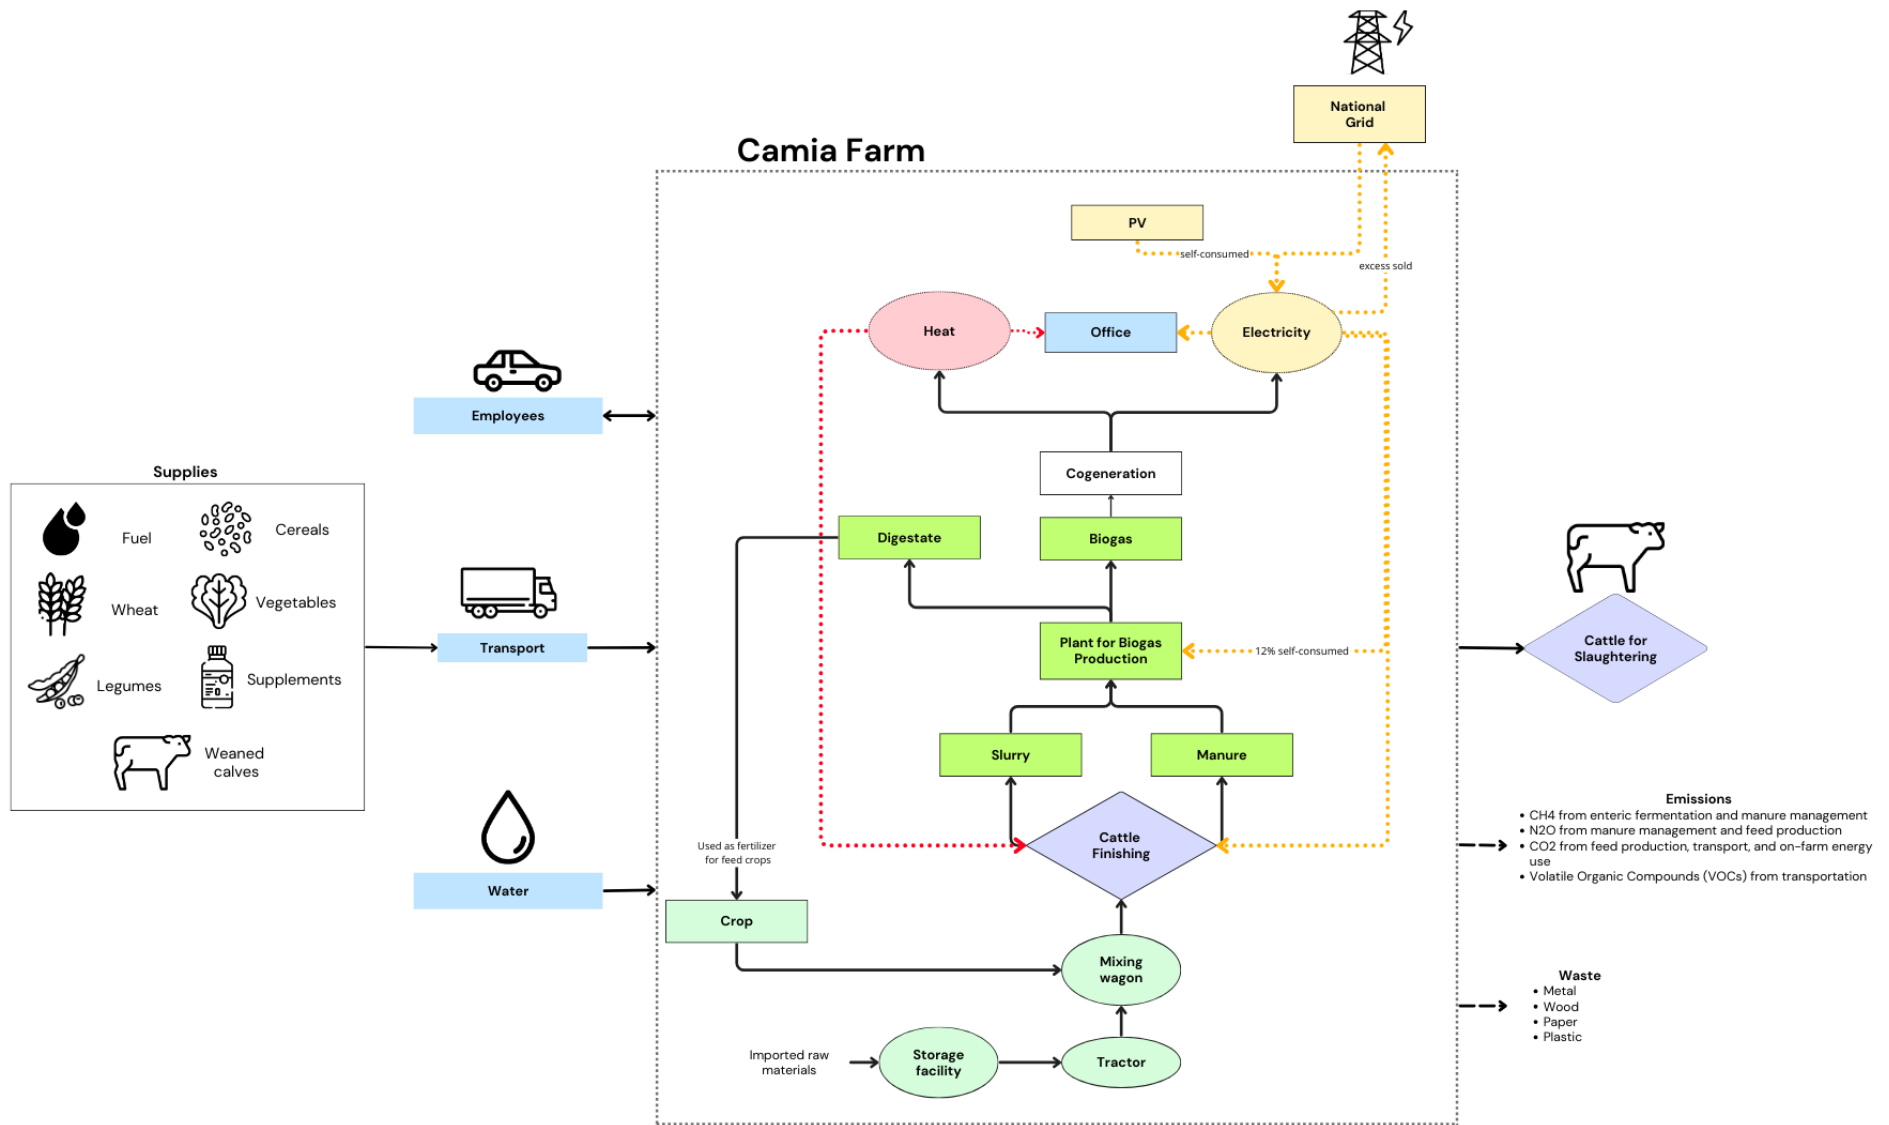 National
Grid
Camia Farm
PV
self-consumed
excess sold
Heat
Office
Electricity
Employees
Cogeneration
Supplies
Fuel
Cereals
Wheat
Vegetables
Legumes
Supplements
Weaned
calves
Transport
Water
Digestate
Biogas
Plant for Biogas
Production
12% self-consumed
Slurry
Manure
Cattle
Finishing
Used as fertilizer
for feed crops
Crop
Mixing
wagon
Imported raw
materials
Storage
facility
Tractor
Cattle for
Slaughtering
Emissions
• CH4 from enteric fermentation and manure management
• N2O from manure management and feed production
• CO2 from feed production, transport, and on-farm energy
use
• Volatile Organic Compounds (VOCs) from transportation
Waste
• Metal
• Wood
• Paper
• Plastic